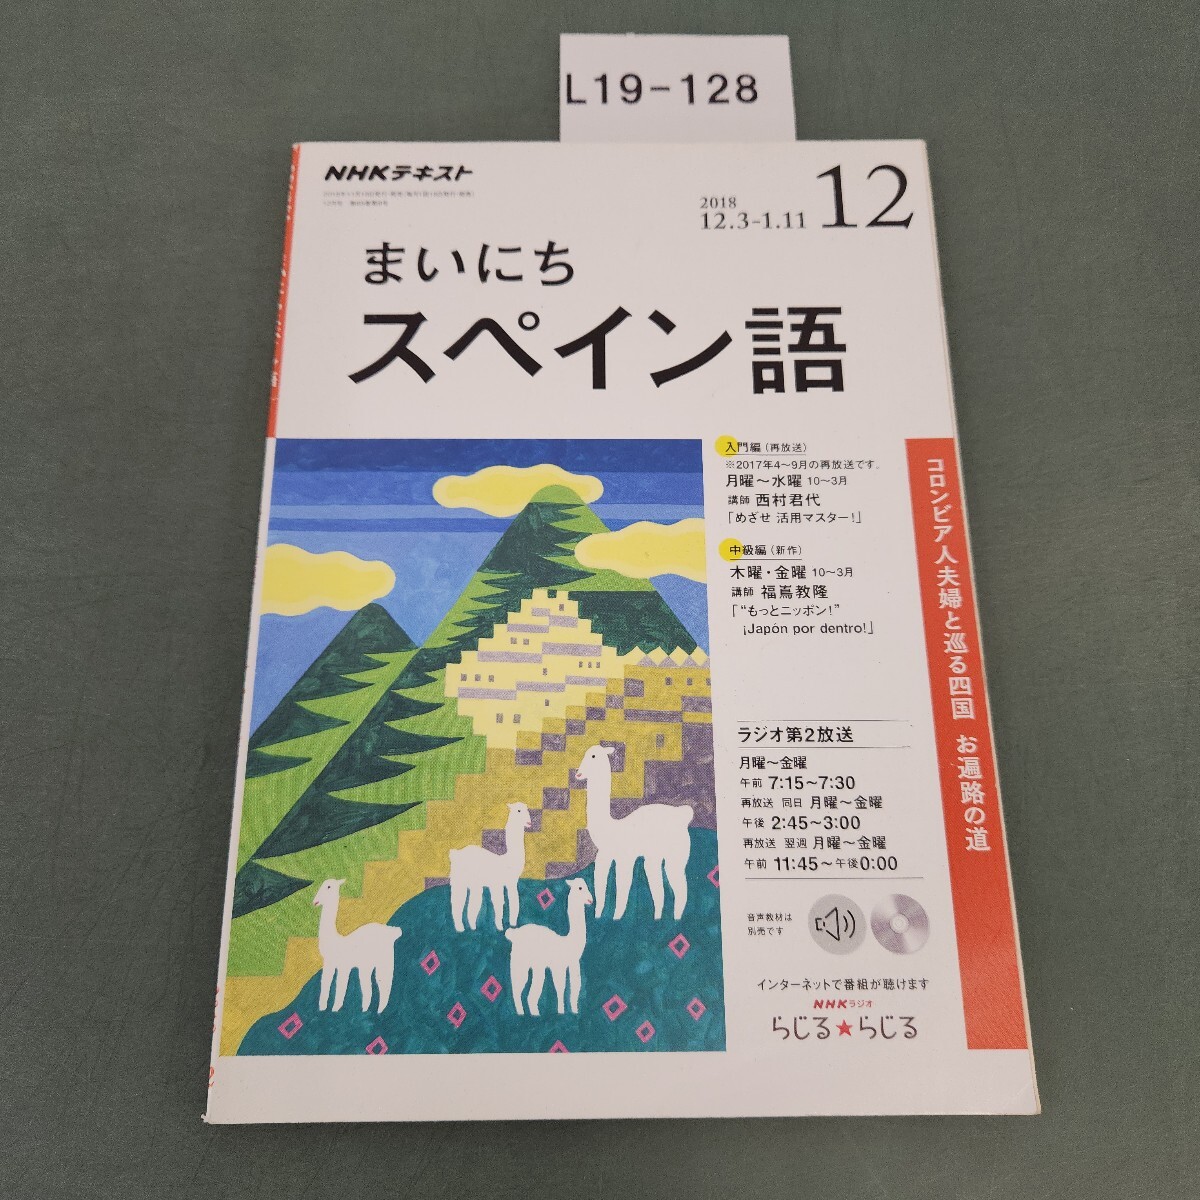 L19-128
NHKテキスト
2018
12.3-1.11
12
まいにち
スペイン語
入門編（再放送）
※2017年4～9月の再放送です。
月曜～水曜 10～3月
講師 西村君代
「めざせ 活用マスター！」
中級編（新作）
木曜・金曜 10～3月
講師 福嶌教隆
「“もっとニッポン！”
¡Japón por dentro!」
ラジオ第2放送
月曜～金曜
午前 7:15～7:30
再放送 同日 月曜～金曜
午後 2:45～3:00
再放送 翌週 月曜～金曜
午前 11:45～午後0:00
音声教材は
別売です
インターネットで番組が聴けます
NHKラジオ
らじる★らじる
コロンビア人夫婦と巡る四国 お遍路の道